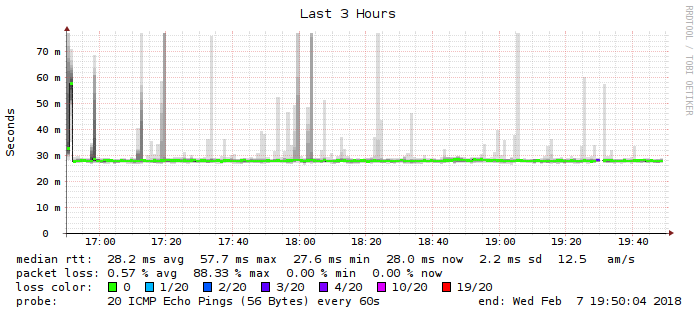 Last 3 Hours
RRDTOOL / TOBI OETIKER
Seconds
70 m
60 m
50 m
40 m
30 m
20 m
10 m
0
17:00 17:20 17:40 18:00 18:20 18:40 19:00 19:20 19:40
median rtt: 28.2 ms avg 57.7 ms max 27.6 ms min 28.0 ms now 2.2 ms sd 12.5 am/s
packet loss: 0.57 % avg 88.33 % max 0.00 % min 0.00 % now
loss color: 0 1/20 2/20 3/20 4/20 10/20 19/20
probe: 20 ICMP Echo Pings (56 Bytes) every 60s end: Wed Feb 7 19:50:04 2018